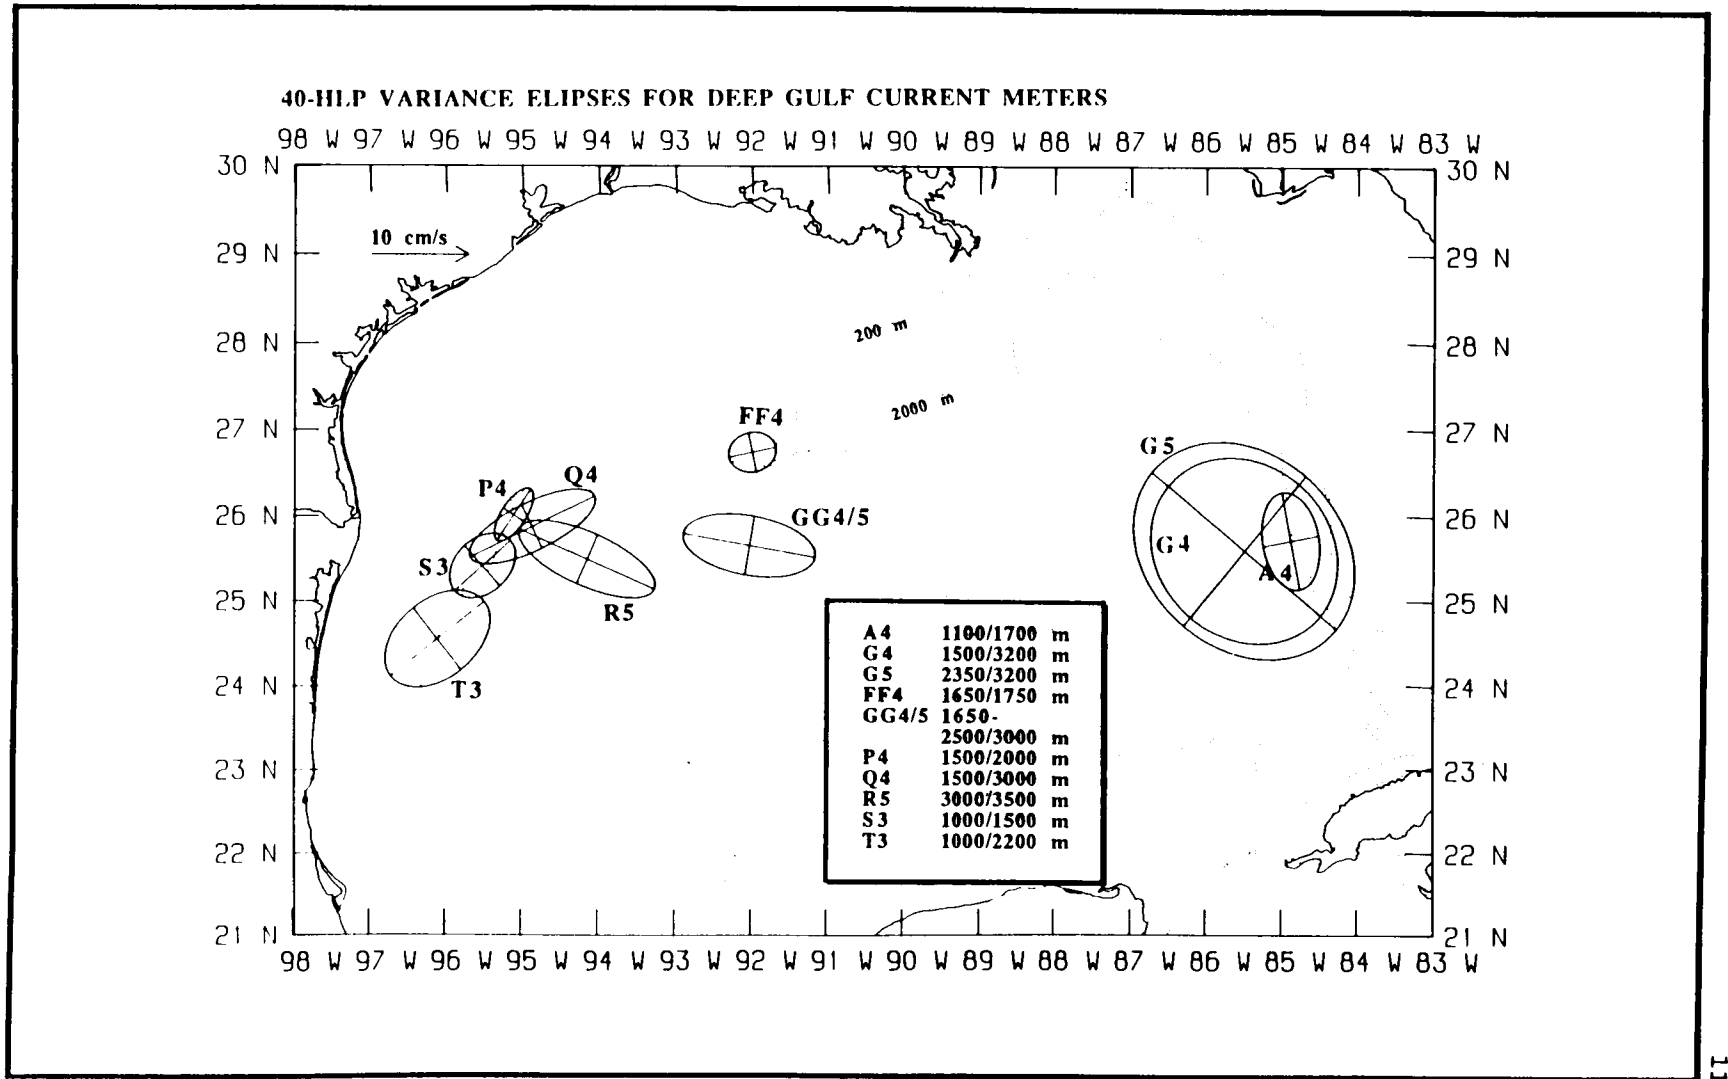 40-HLP VARIANCE ELIPSES FOR DEEP GULF CURRENT METERS
98 W 97 W 96 W 95 W 94 W 93 W 92 W 91 W 90 W 89 W 88 W 87 W 86 W 85 W 84 W 83 W
30 N 30 N
10 cm/s
29 N 29 N
200 m
28 N 28 N
2000 m
FF4
27 N 27 N
G5
Q4
P4
GG4/5
26 N 26 N
G4
S3
A4
25 N 25 N
R5
24 N 24 N
T3
A4 1100/1700 m
G4 1500/3200 m
G5 2350/3200 m
FF4 1650/1750 m
GG4/5 1650-
2500/3000 m
P4 1500/2000 m
Q4 1500/3000 m
R5 3000/3500 m
S3 1000/1500 m
T3 1000/2200 m
23 N 23 N
22 N 22 N
21 N 21 N
98 W 97 W 96 W 95 W 94 W 93 W 92 W 91 W 90 W 89 W 88 W 87 W 86 W 85 W 84 W 83 W